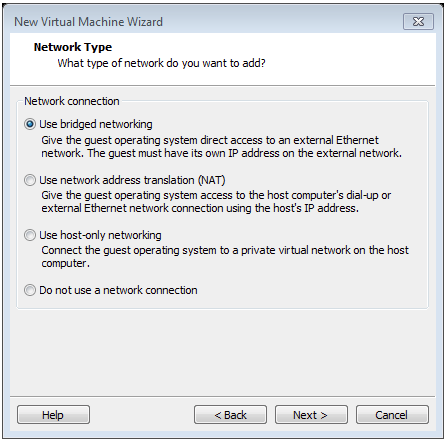 New Virtual Machine Wizard
Network Type
What type of network do you want to add?
Network connection
Use bridged networking
Give the guest operating system direct access to an external Ethernet
network. The guest must have its own IP address on the external network.
Use network address translation (NAT)
Give the guest operating system access to the host computer's dial-up or
external Ethernet network connection using the host's IP address.
Use host-only networking
Connect the guest operating system to a private virtual network on the host
computer.
Do not use a network connection
Help
< Back
Next >
Cancel